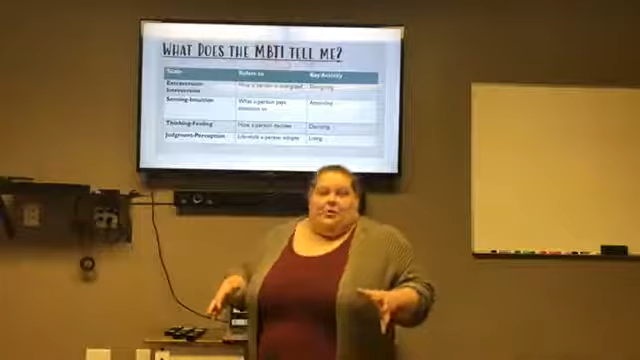 WHAT DOES THE MBTI TELL ME?
Scale Refers to Key Activity
Extraversion- How a person is energized Energizing
Introversion
Sensing-Intuition What a person pays Attending
attention to
Thinking-Feeling How a person decides Deciding
Judgment-Perception Lifestyle a person adopts Living